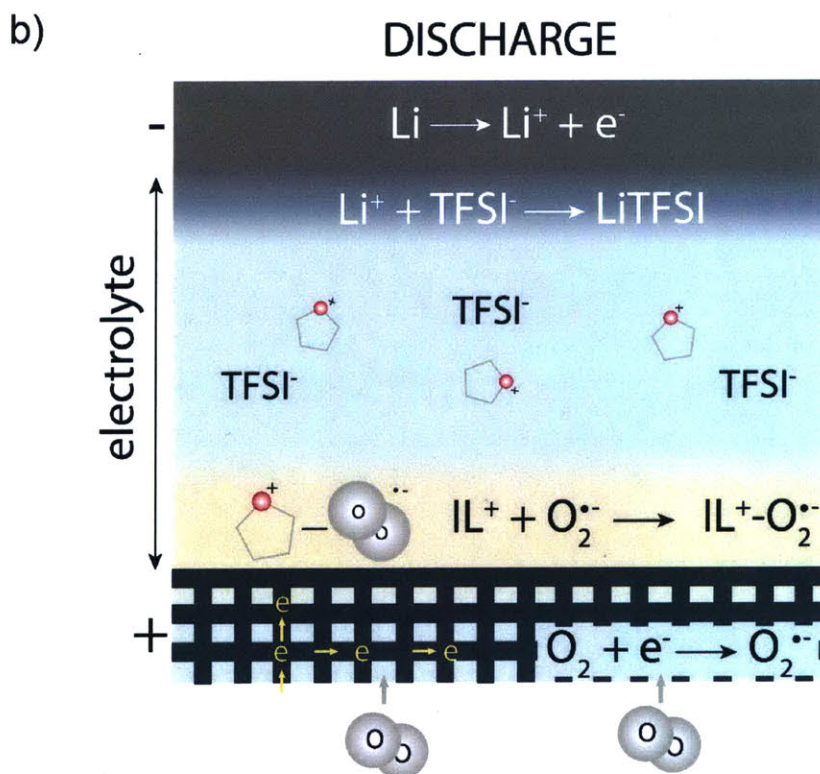 b)
DISCHARGE
-
Li → Li⁺ + e⁻
Li⁺ + TFSI⁻ → LiTFSI
electrolyte
+
TFSI⁻
+
TFSI⁻
+
TFSI⁻
+
– O O •-
IL⁺ + O₂•⁻ → IL⁺-O₂•⁻
+
e
e → e → e
O₂ + e⁻ → O₂•⁻
O O
O O